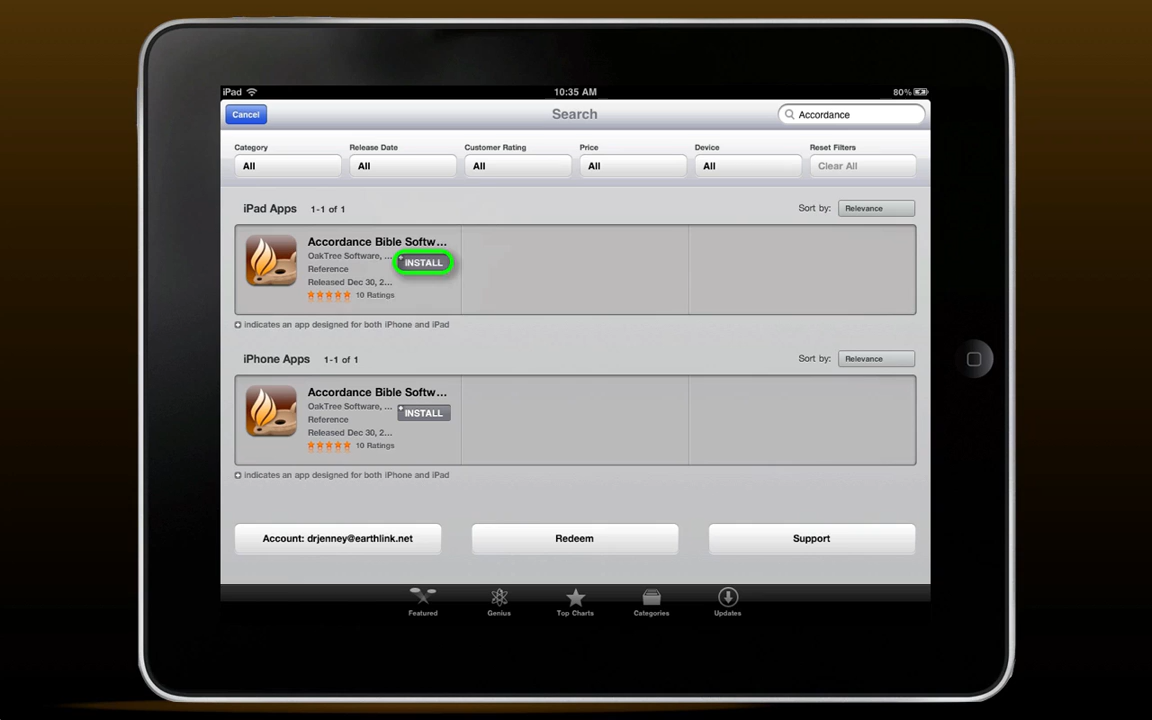 iPad 10:35 AM 80%
Cancel Search Accordance
Category Release Date Customer Rating Price Device Reset Filters
All All All All All Clear All
iPad Apps 1-1 of 1 Sort by: Relevance
Accordance Bible Softw...
OakTree Software, ...
INSTALL
Reference
Released Dec 30, 2...
10 Ratings
indicates an app designed for both iPhone and iPad
iPhone Apps 1-1 of 1 Sort by: Relevance
Accordance Bible Softw...
OakTree Software, ...
INSTALL
Reference
Released Dec 30, 2...
10 Ratings
indicates an app designed for both iPhone and iPad
Account: drjenney@earthlink.net Redeem Support
Featured Genius Top Charts Categories Updates